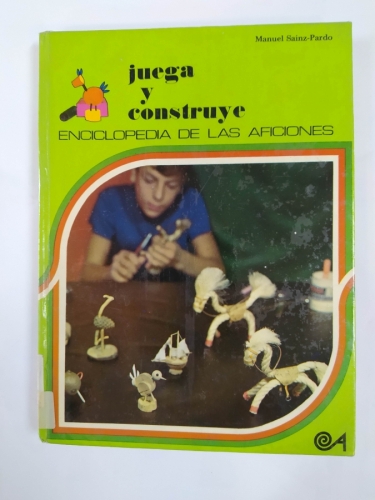 Manuel Sainz-Pardo
juega
y
construye
ENCICLOPEDIA DE LAS AFICIONES
A